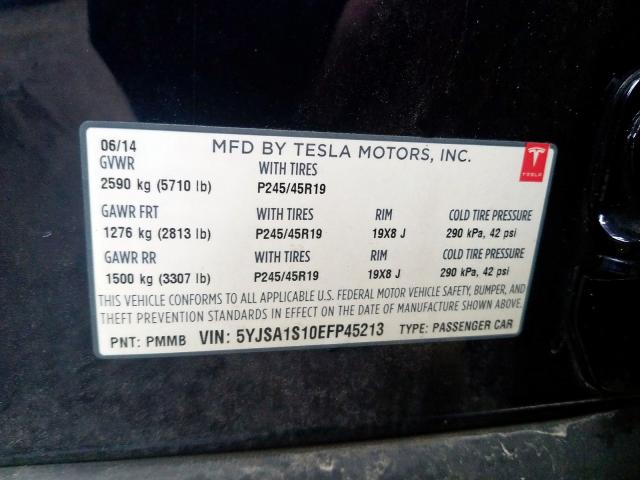 06/14 MFD BY TESLA MOTORS, INC. TESLA
GVWR WITH TIRES
2590 kg (5710 lb) P245/45R19
GAWR FRT WITH TIRES RIM COLD TIRE PRESSURE
1276 kg (2813 lb) P245/45R19 19X8 J 290 kPa, 42 psi
GAWR RR WITH TIRES RIM COLD TIRE PRESSURE
1500 kg (3307 lb) P245/45R19 19X8 J 290 kPa, 42 psi
THIS VEHICLE CONFORMS TO ALL APPLICABLE U.S. FEDERAL MOTOR VEHICLE SAFETY, BUMPER, AND
THEFT PREVENTION STANDARDS IN EFFECT ON THE DATE OF MANUFACTURE SHOWN ABOVE.
PNT: PMMB VIN: 5YJSA1S10EFP45213 TYPE: PASSENGER CAR